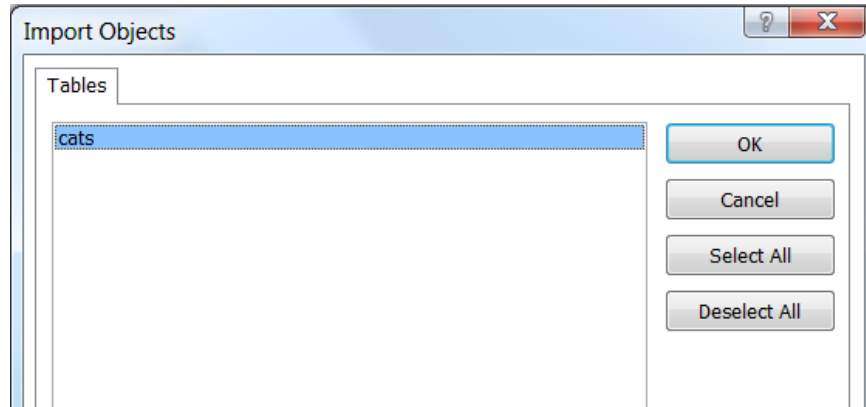 Import Objects
Tables
cats
OK
Cancel
Select All
Deselect All